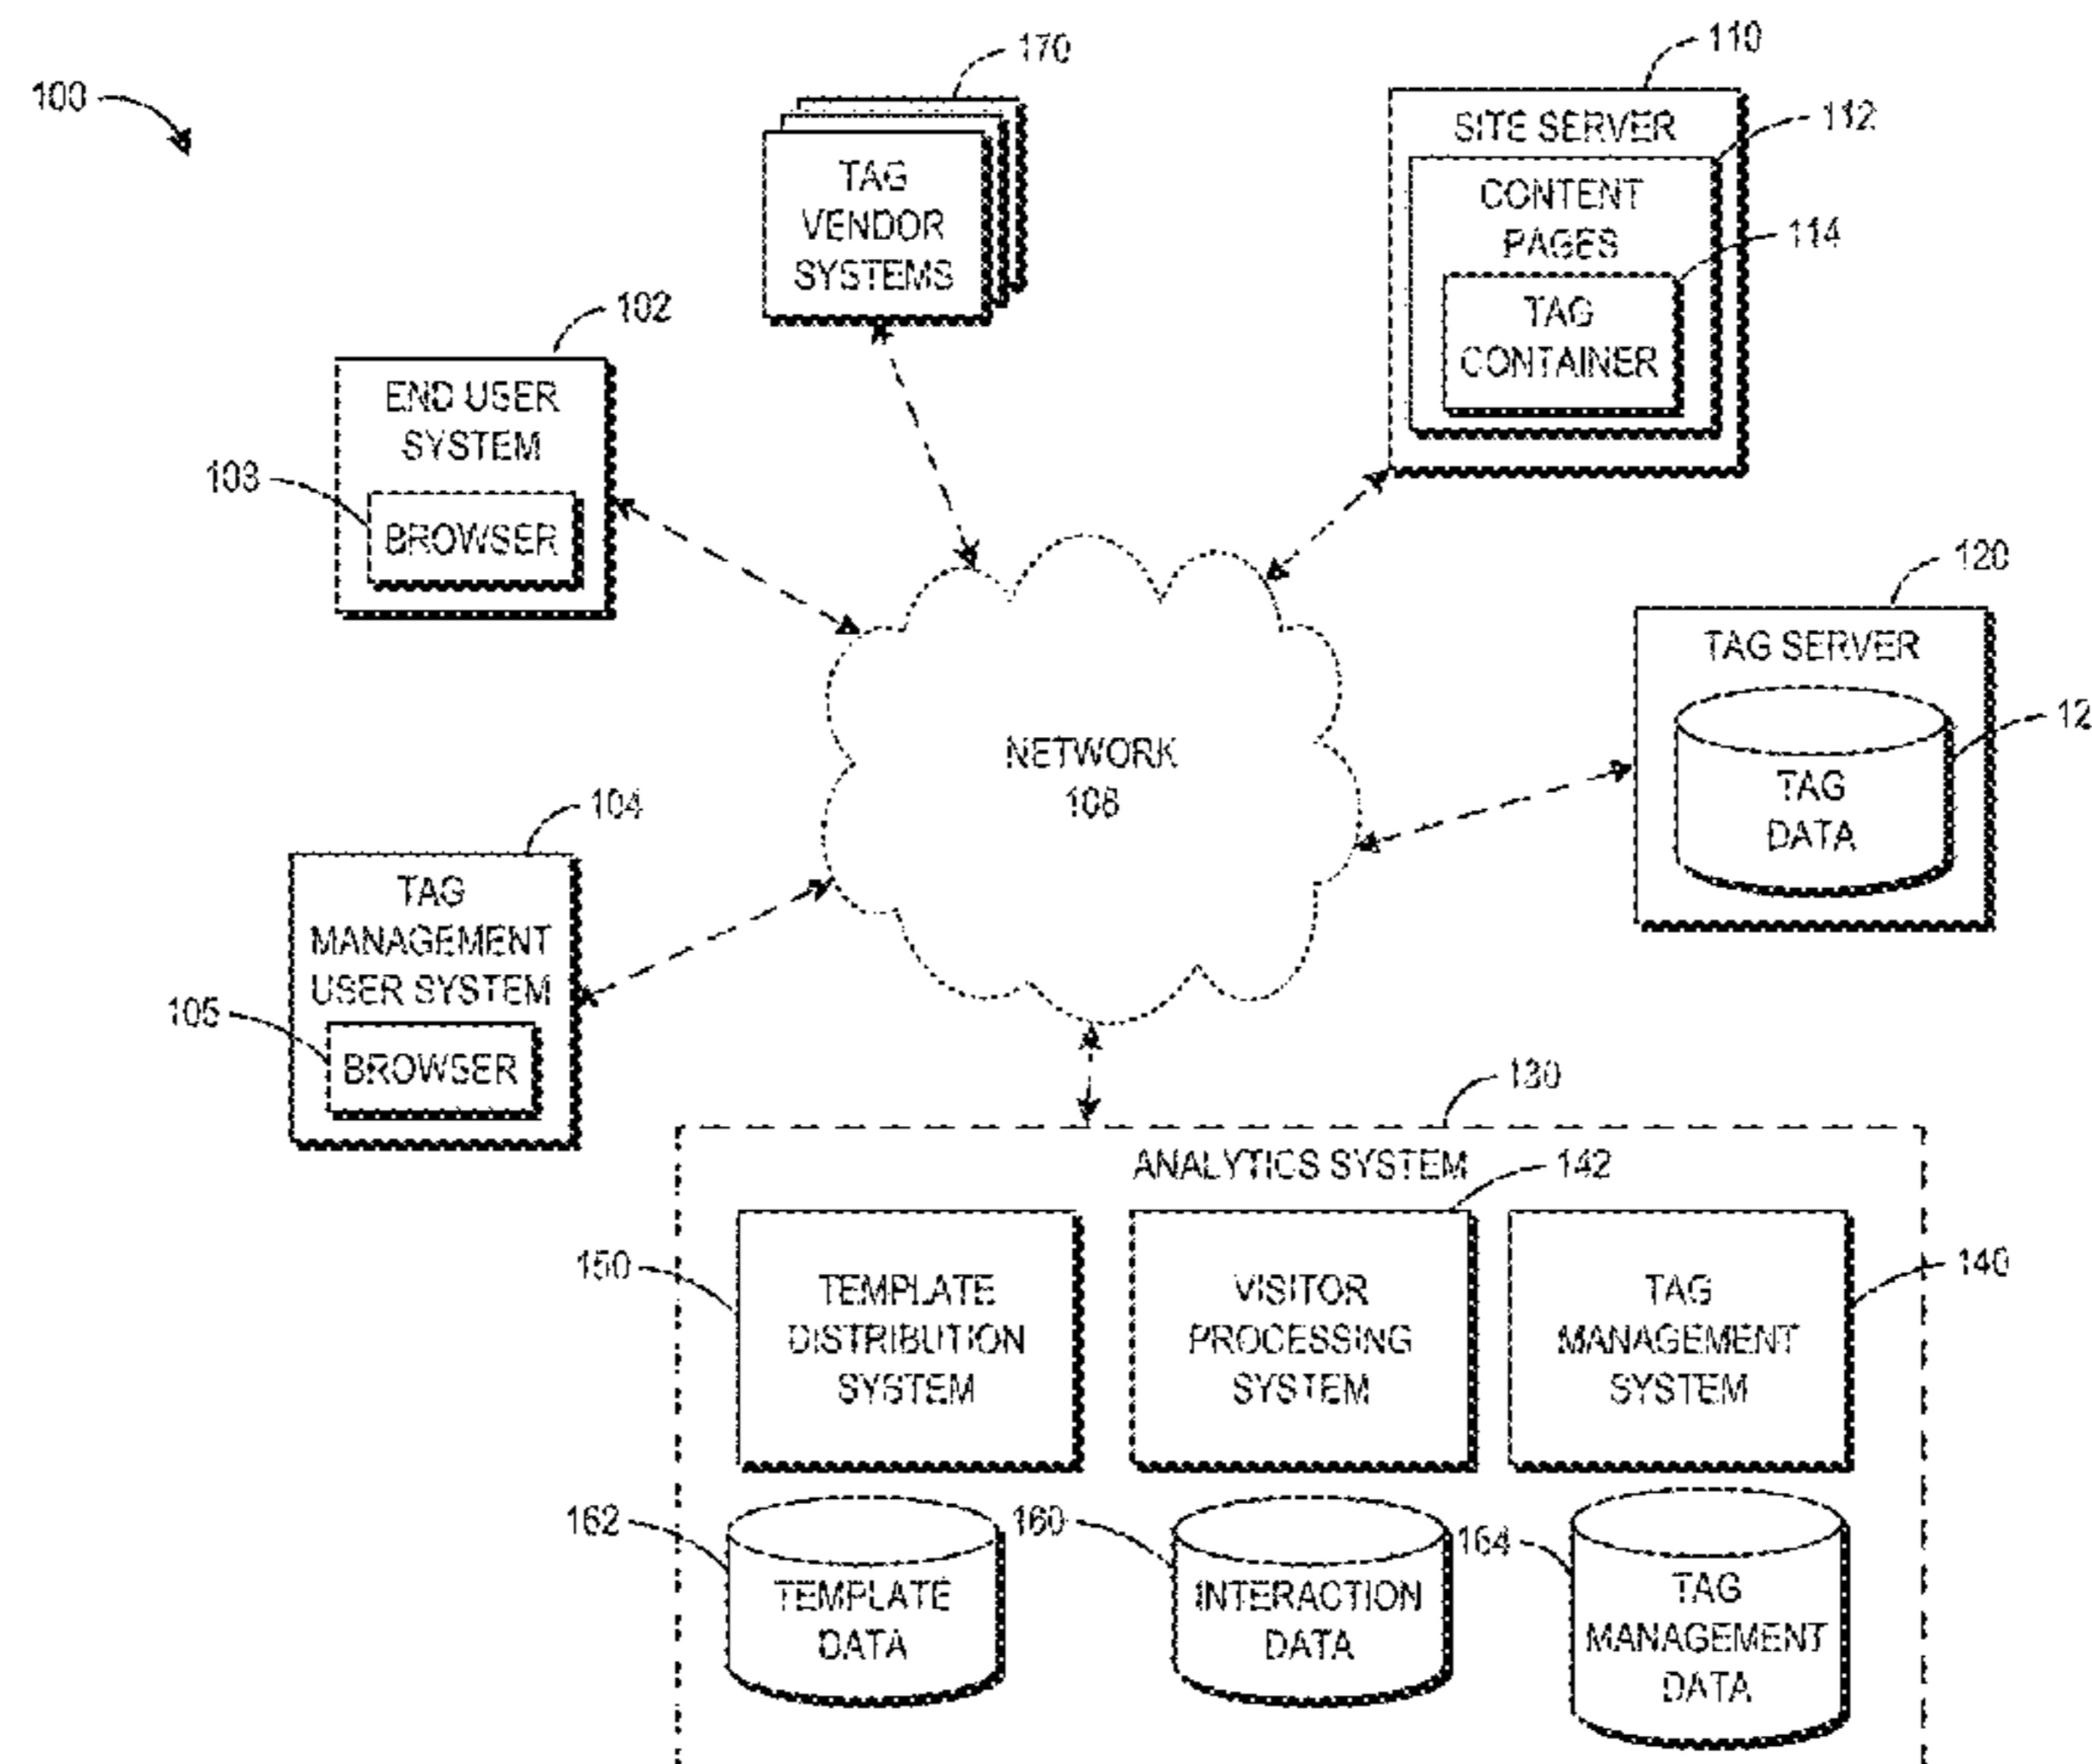 100
170
TAG
VENDOR
SYSTEMS
110
SITE SERVER
112
CONTENT
PAGES
114
TAG
CONTAINER
102
END USER
SYSTEM
103
BROWSER
120
TAG SERVER
12
TAG
DATA
NETWORK
108
104
TAG
MANAGEMENT
USER SYSTEM
105
BROWSER
130
ANALYTICS SYSTEM
142
150
TEMPLATE
DISTRIBUTION
SYSTEM
VISITOR
PROCESSING
SYSTEM
140
TAG
MANAGEMENT
SYSTEM
162
TEMPLATE
DATA
160
INTERACTION
DATA
164
TAG
MANAGEMENT
DATA